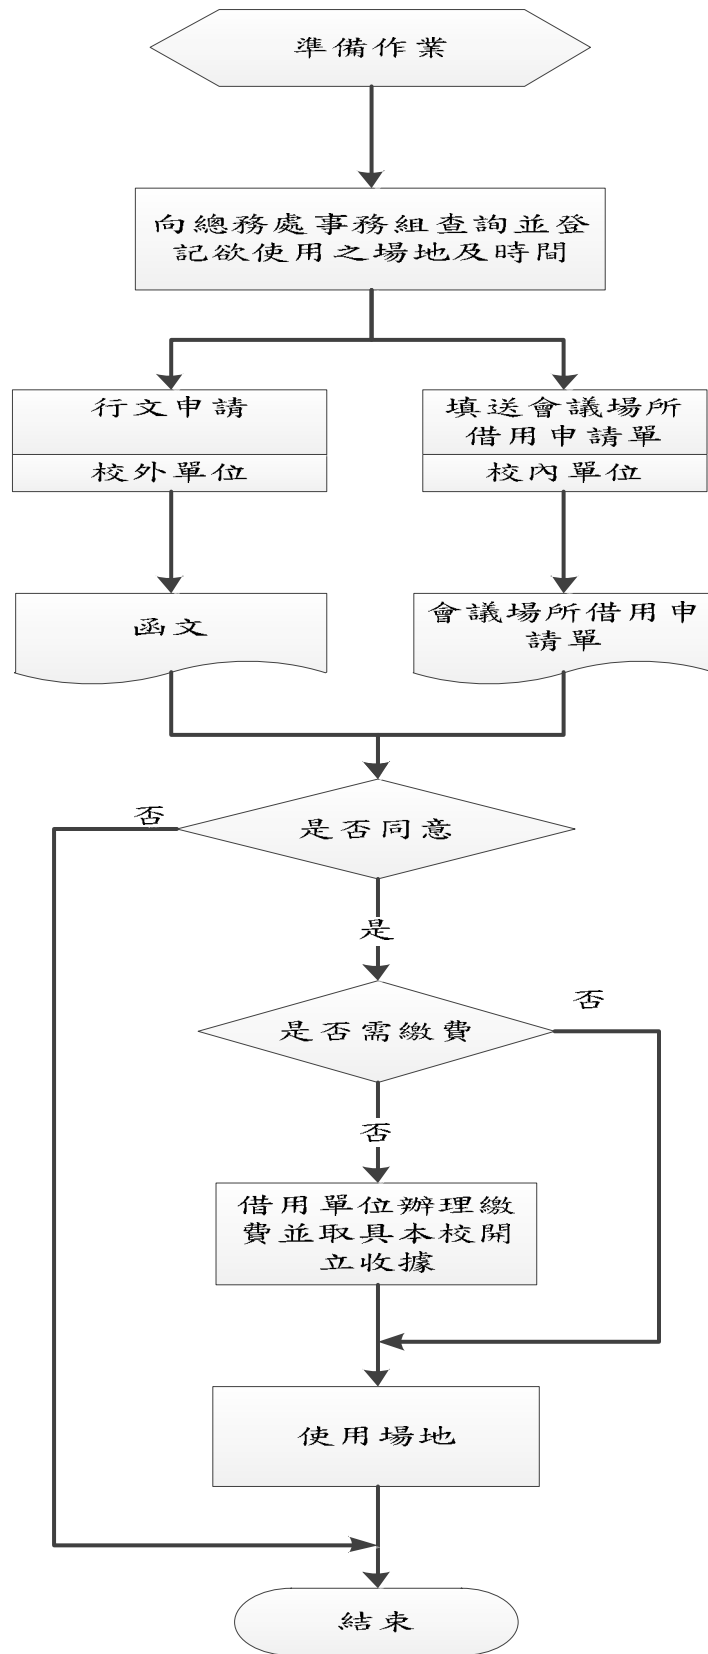 準備作業
向總務處事務組查詢並登
記欲使用之場地及時間
行文申請
校外單位
填送會議場所
借用申請單
校內單位
函文
會議場所借用申
請單
否
是否同意
是
否
是否需繳費
否
借用單位辦理繳
費並取具本校開
立收據
使用場地
結束